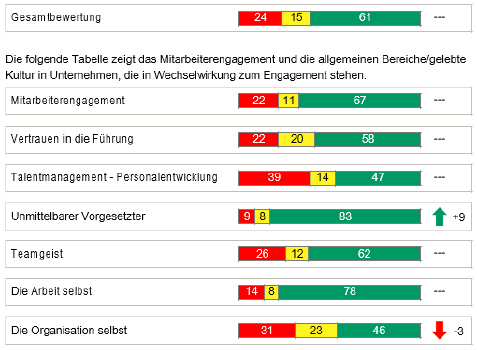 Gesamtbewertung 24 15 61 ---
Die folgende Tabelle zeigt das Mitarbeiterengagement und die allgemeinen Bereiche/gelebte
Kultur in Unternehmen, die in Wechselwirkung zum Engagement stehen.
Mitarbeiterengagement 22 11 67 ---
Vertrauen in die Führung 22 20 58 ---
Talentmanagement - Personalentwicklung 39 14 47 ---
Unmittelbarer Vorgesetzter 9 8 83 +9
Teamgeist 26 12 62 ---
Die Arbeit selbst 14 8 78 ---
Die Organisation selbst 31 23 46 -3